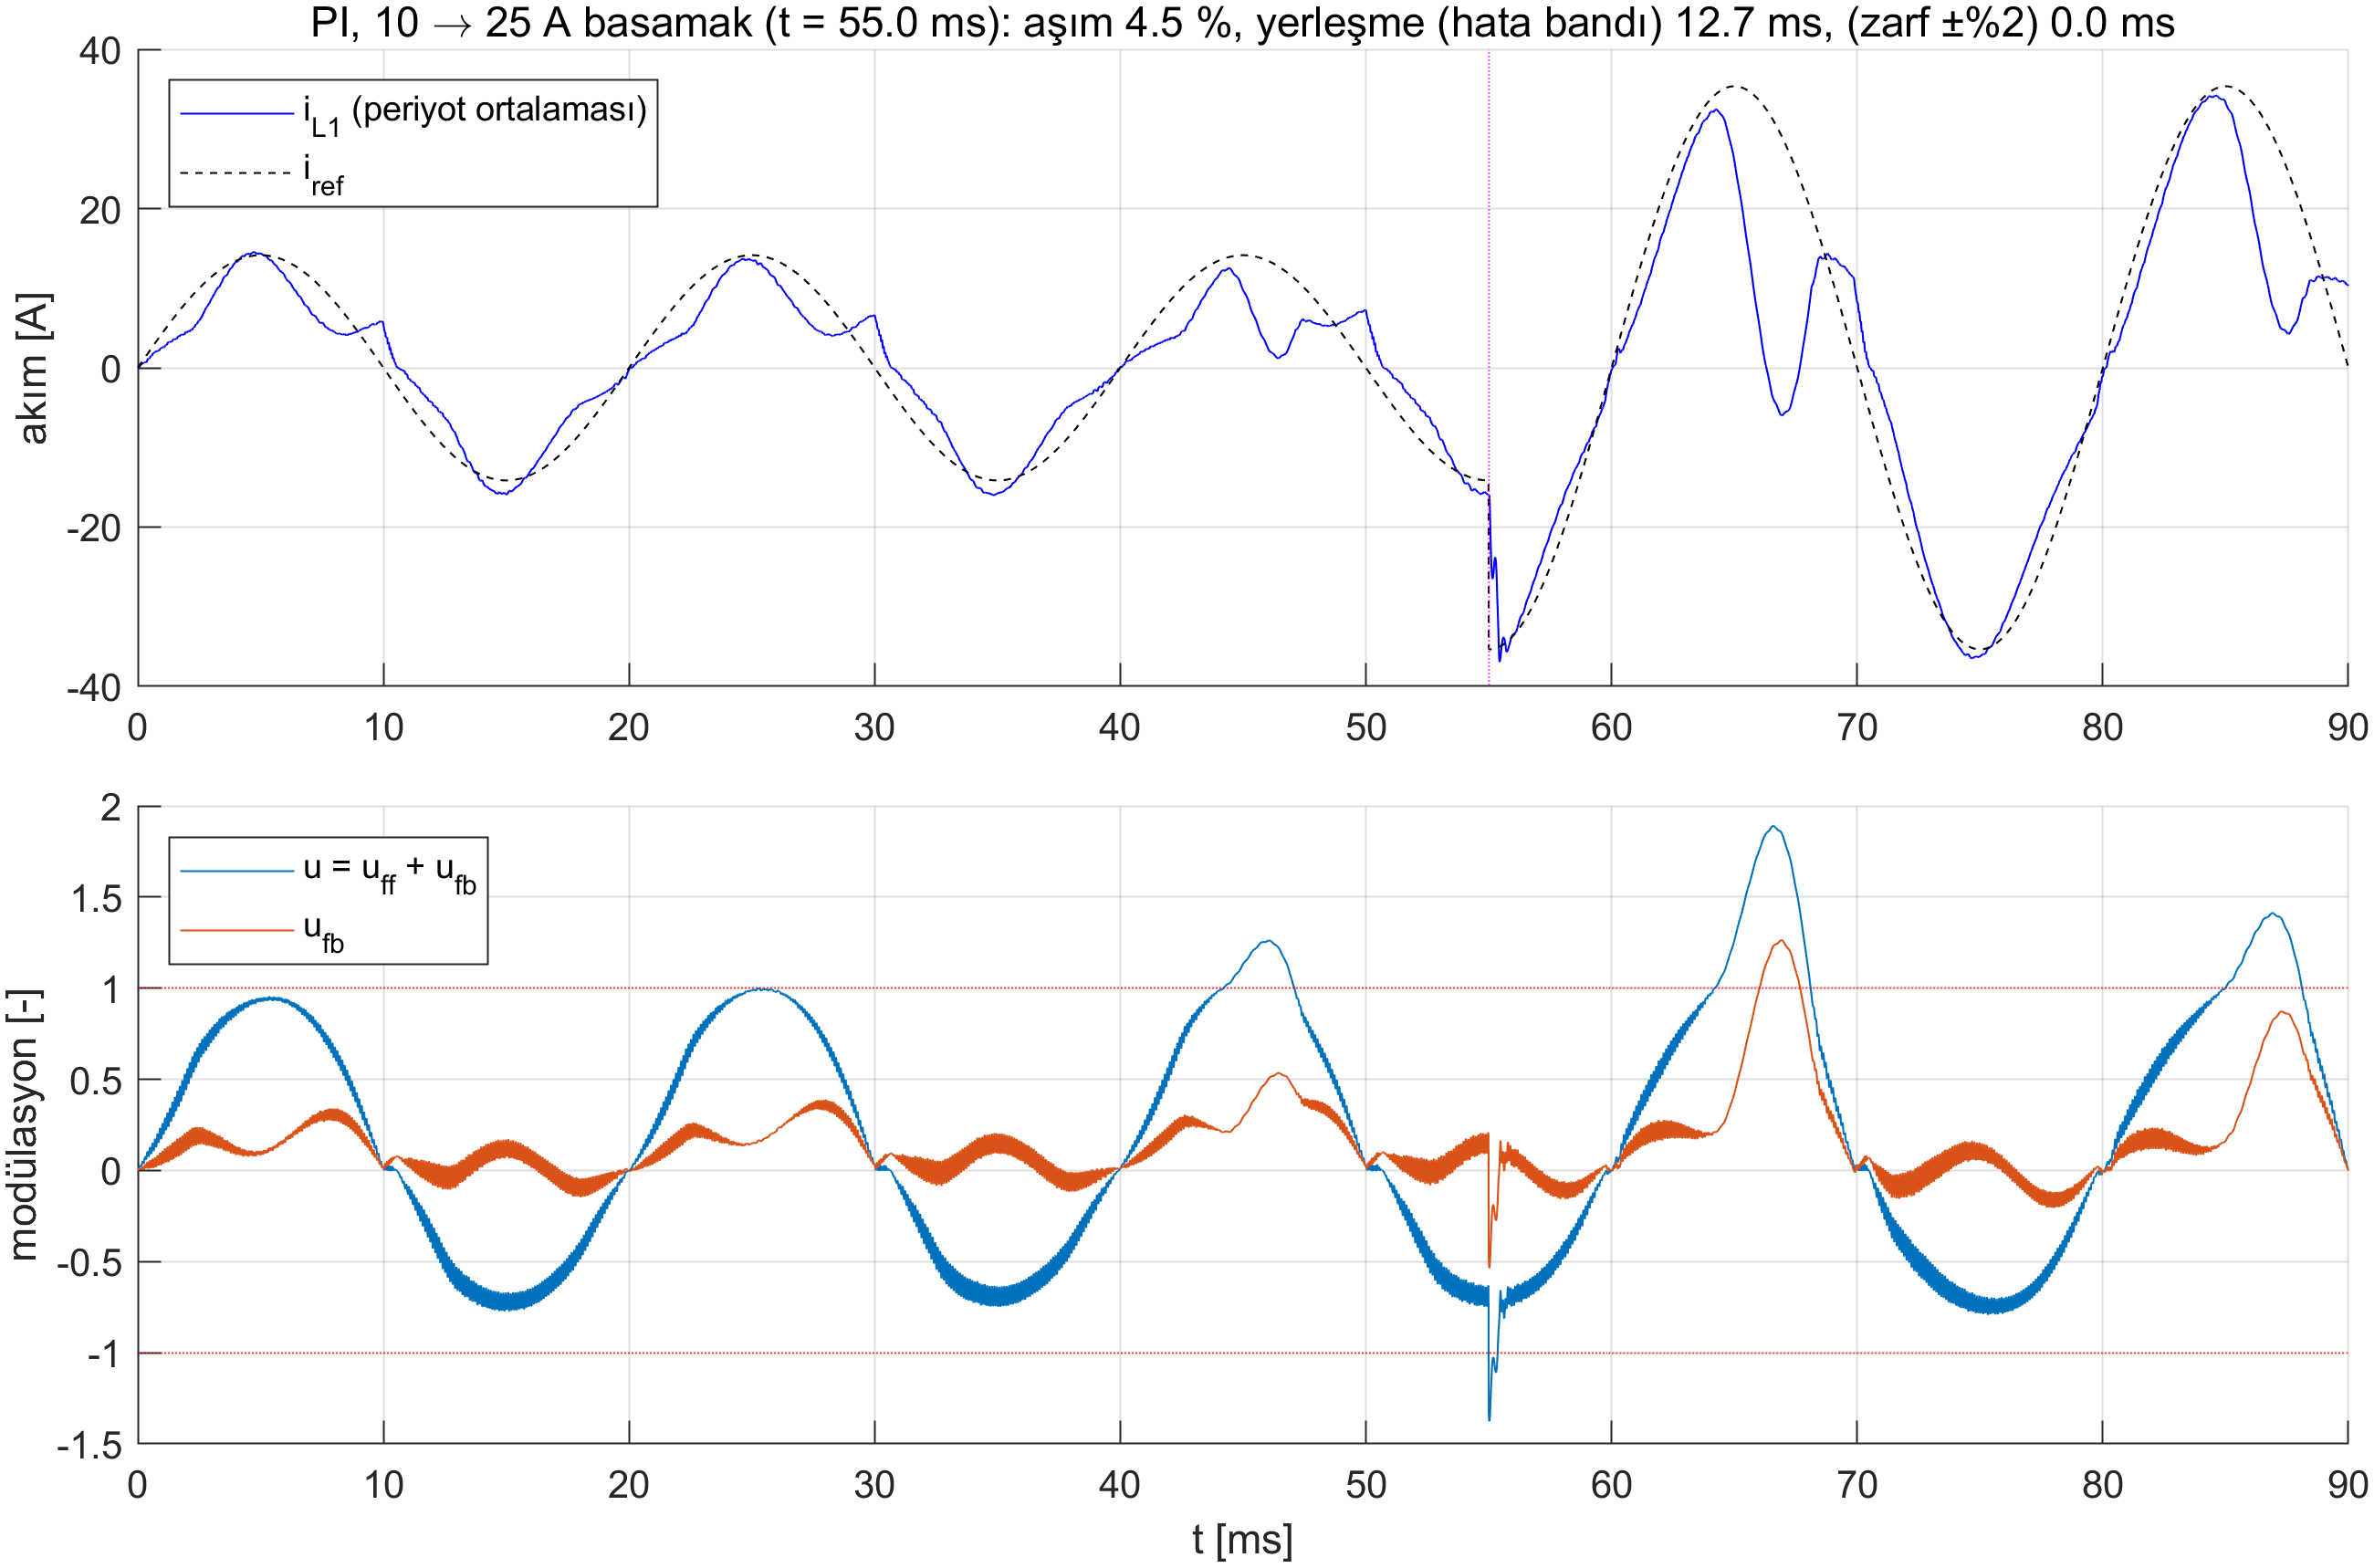 PI, 10 → 25 A basamak (t = 55.0 ms): aşım 4.5 %, yerleşme (hata bandı) 12.7 ms, (zarf ±%2) 0.0 ms
40
20
0
-20
-40
akım [A]
i_L1 (periyot ortalaması)
i_ref
0 10 20 30 40 50 60 70 80 90
2
1.5
1
0.5
0
-0.5
-1
-1.5
modülasyon [-]
u = u_ff + u_fb
u_fb
0 10 20 30 40 50 60 70 80 90
t [ms]